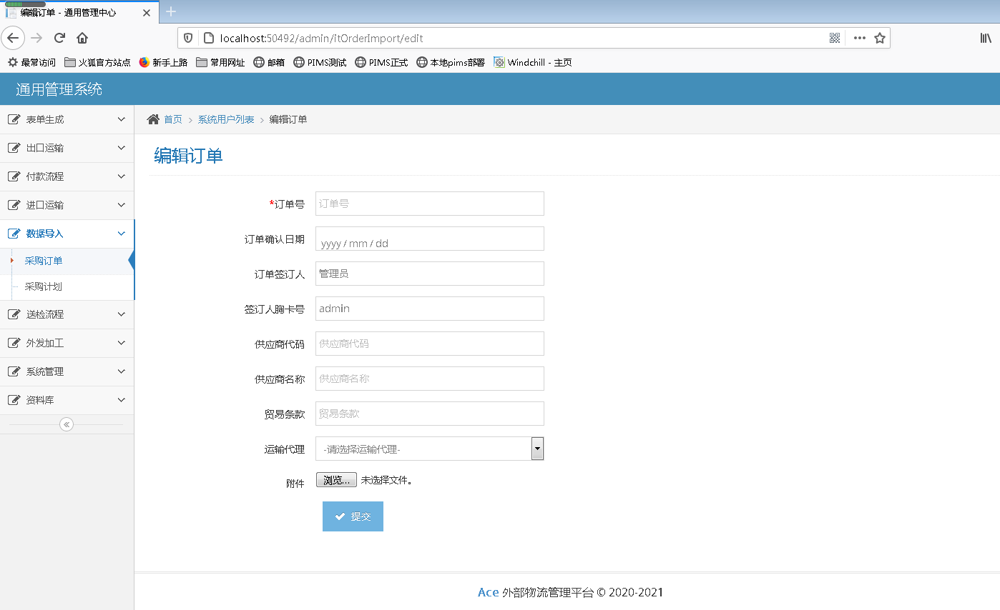 编辑订单 - 通用管理中心
localhost:50492/admin/itOrderImport/edit
最常访问 火狐官方站点 新手上路 常用网址 邮箱 PIMS测试 PIMS正式 本地pims部署 Windchill - 主页
通用管理系统
表单生成
出口运输
付款流程
进口运输
数据导入
采购订单
采购计划
送检流程
外发加工
系统管理
资料库
首页 系统用户列表 编辑订单
编辑订单
*订单号 订单号
订单确认日期 yyyy / mm / dd
订单签订人 管理员
签订人胸卡号 admin
供应商代码 供应商代码
供应商名称 供应商名称
贸易条款 贸易条款
运输代理 -请选择运输代理-
附件 浏览... 未选择文件。
提交
Ace 外部物流管理平台 © 2020-2021